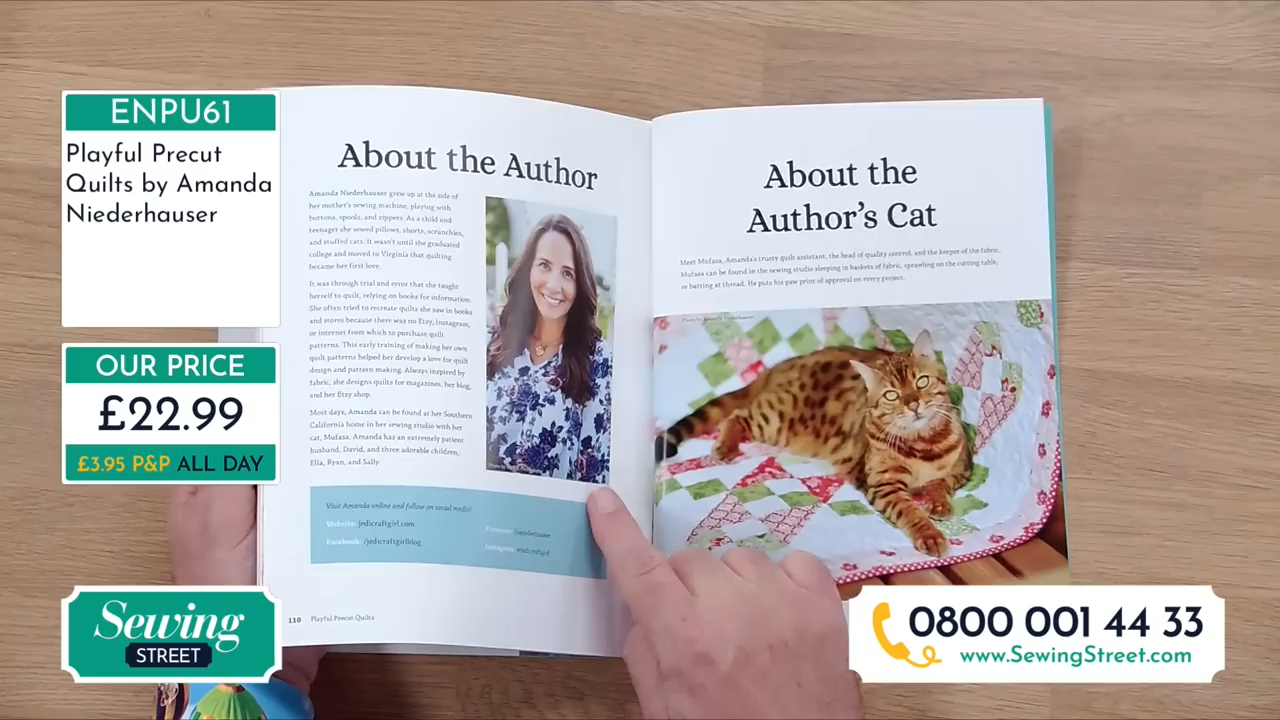 ENPU61
Playful Precut
Quilts by Amanda
Niederhauser
OUR PRICE
£22.99
£3.95 P&P ALL DAY
Sewing
STREET
About the Author
Amanda Niederhauser grew up at the side of
her mother's sewing machine, playing with
buttons, spools, and zippers. As a child and
teenager she sewed pillows, shorts, scrunchies,
and stuffed cats. It wasn't until she graduated
college and moved to Virginia that quilting
became her first love.
It was through trial and error that she taught
herself to quilt, relying on books for information.
She often tried to recreate quilts she saw in books
and stores because there was no Etsy, Instagram,
or internet from which to purchase quilt
patterns. This early training of making her own
quilt patterns helped her develop a love for quilt
design and pattern making. Always inspired by
fabric, she designs quilts for magazines, her blog,
and her Etsy shop.
Most days, Amanda can be found at her Southern
California home in her sewing studio with her
cat, Mufasa. Amanda has an extremely patient
husband, David, and three adorable children,
Ella, Ryan, and Sally.
Visit Amanda online and follow on social media!
Website: jedicraftgirl.com
Facebook: /jedicraftgirlblog
Pinterest:
Instagram:
110 Playful Precut Quilts
About the
Author's Cat
Meet Mufasa, Amanda's trusty quilt assistant, the head of quality control, and the keeper of the fabric.
Mufasa can be found in the sewing studio sleeping in baskets of fabric, sprawling on the cutting table,
or batting at thread. He puts his paw print of approval on every project.
Photo by Amanda Niederhauser
0800 001 44 33
www.SewingStreet.com